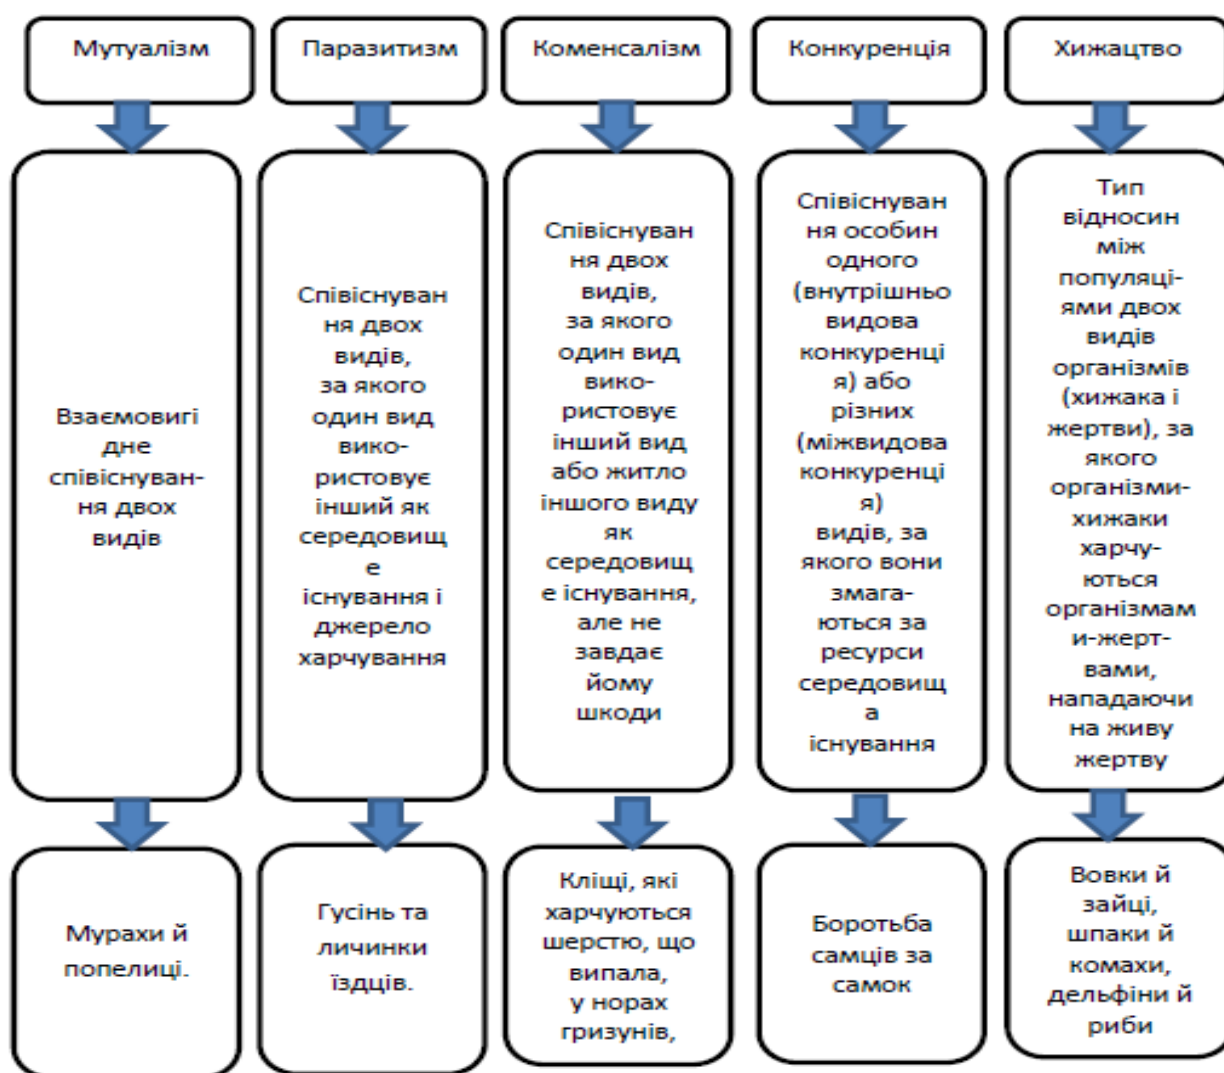 Мутуалізм
Паразитизм
Коменсалізм
Конкуренція
Хижацтво
Взаємовигі
дне
співіснуван-
ня двох
видів
Співіснуван
ня двох
видів,
за якого
один вид
вико-
ристовує
інший як
середовищ
е
існування і
джерело
харчування
Співіснуван
ня двох
видів,
за якого
один вид
вико-
ристовує
інший вид
або житло
іншого виду
як
середовищ
е існування,
але не
завдає
йому
шкоди
Співіснуван
ня особин
одного
(внутрішньо
видова
конкуренці
я) або
різних
(міжвидова
конкуренці
я)
видів, за
якого вони
змага-
ються за
ресурси
середовищ
а
існування
Тип
відносин
між
популяці-
ями двох
видів
організмів
(хижака і
жертви), за
якого
організми-
хижаки
харчу-
ються
організмам
и-жерт-
вами,
нападаючи
на живу
жертву
Мурахи й
попелиці.
Гусінь та
личинки
їздців.
Кліщі, які
харчуються
шерстю, що
випала,
у норах
гризунів,
Боротьба
самців за
самок
Вовки й
зайці,
шпаки й
комахи,
дельфіни й
риби